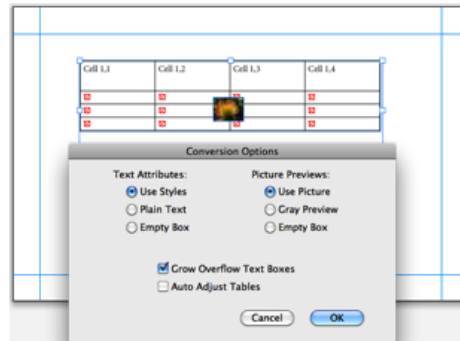 Cell 1,1 Cell 1,2 Cell 1,3 Cell 1,4
Conversion Options
Text Attributes: Picture Previews:
Use Styles Use Picture
Plain Text Gray Preview
Empty Box Empty Box
Grow Overflow Text Boxes
Auto Adjust Tables
Cancel OK